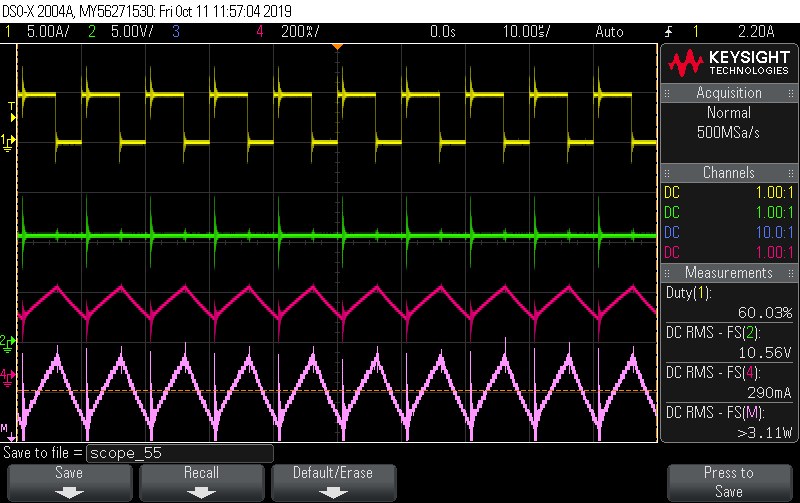 DSO-X 2004A, MY56271530: Fri Oct 11 11:57:04 2019
1 5.00A/ 2 5.00V/ 3 4 200mA/ 0.0s 10.00us/ Auto 1 2.20A
KEYSIGHT
TECHNOLOGIES
Acquisition
Normal
500MSa/s
Channels
DC 1.00:1
DC 1.00:1
DC 10.0:1
DC 1.00:1
Measurements
Duty(1):
60.03%
DC RMS - FS(2):
10.56V
DC RMS - FS(4):
290mA
DC RMS - FS(M):
>3.11W
T
1
2
4
M
Save to file = scope_55
Save
Recall
Default/Erase
Press to
Save